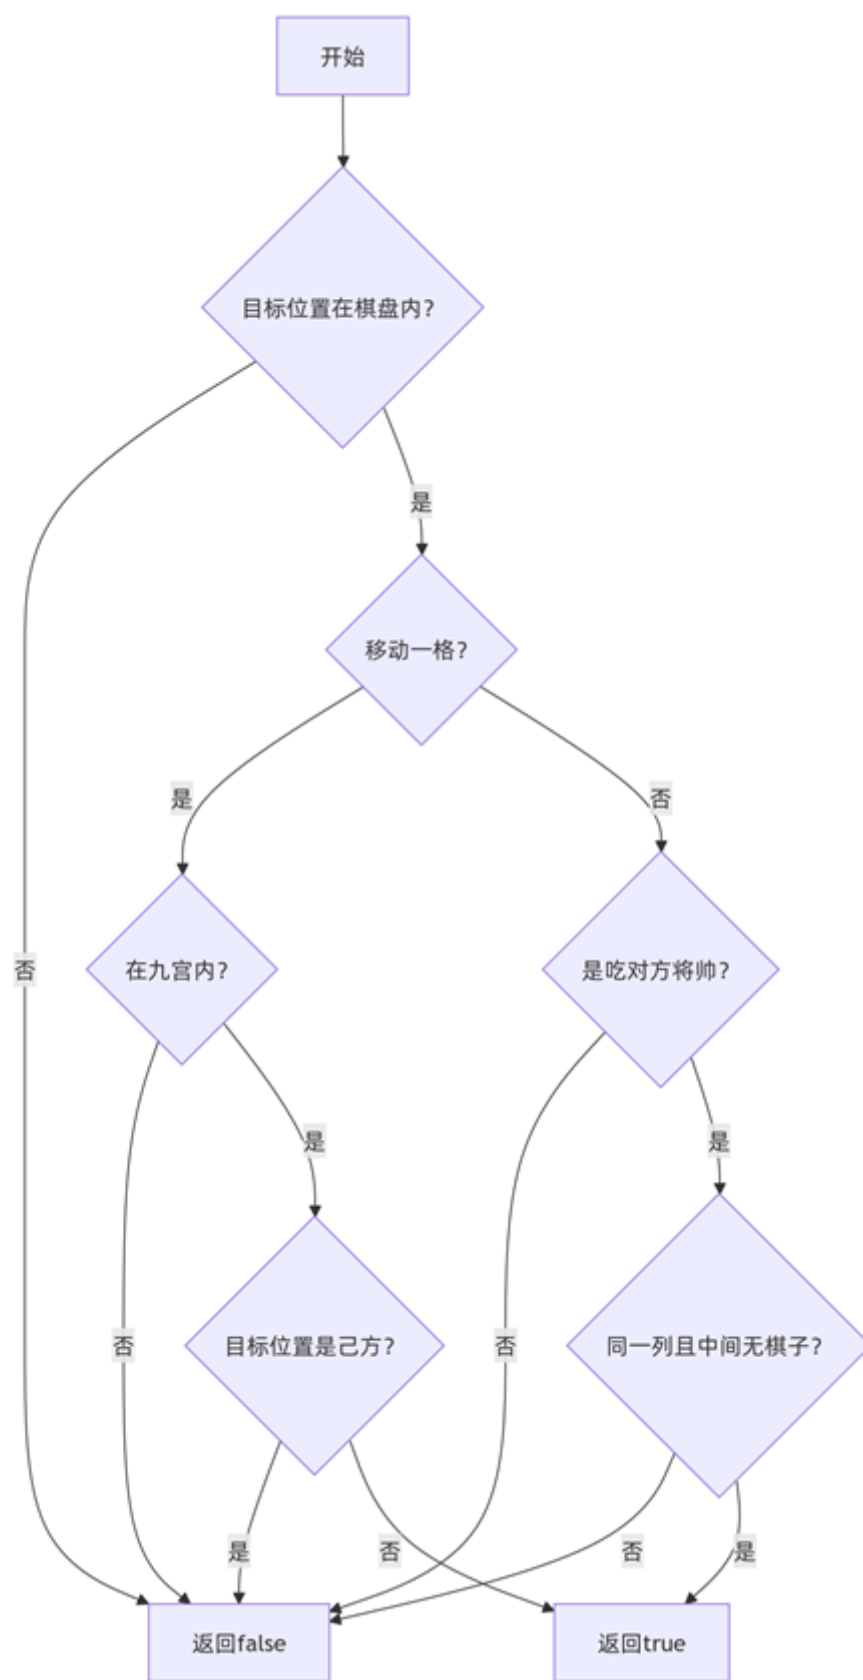 开始
目标位置在棋盘内?
是
移动一格?
是
否
否
在九宫内?
是吃对方将帅?
是
是
否
目标位置是己方?
否
同一列且中间无棋子?
是
否
否
是
返回false
返回true